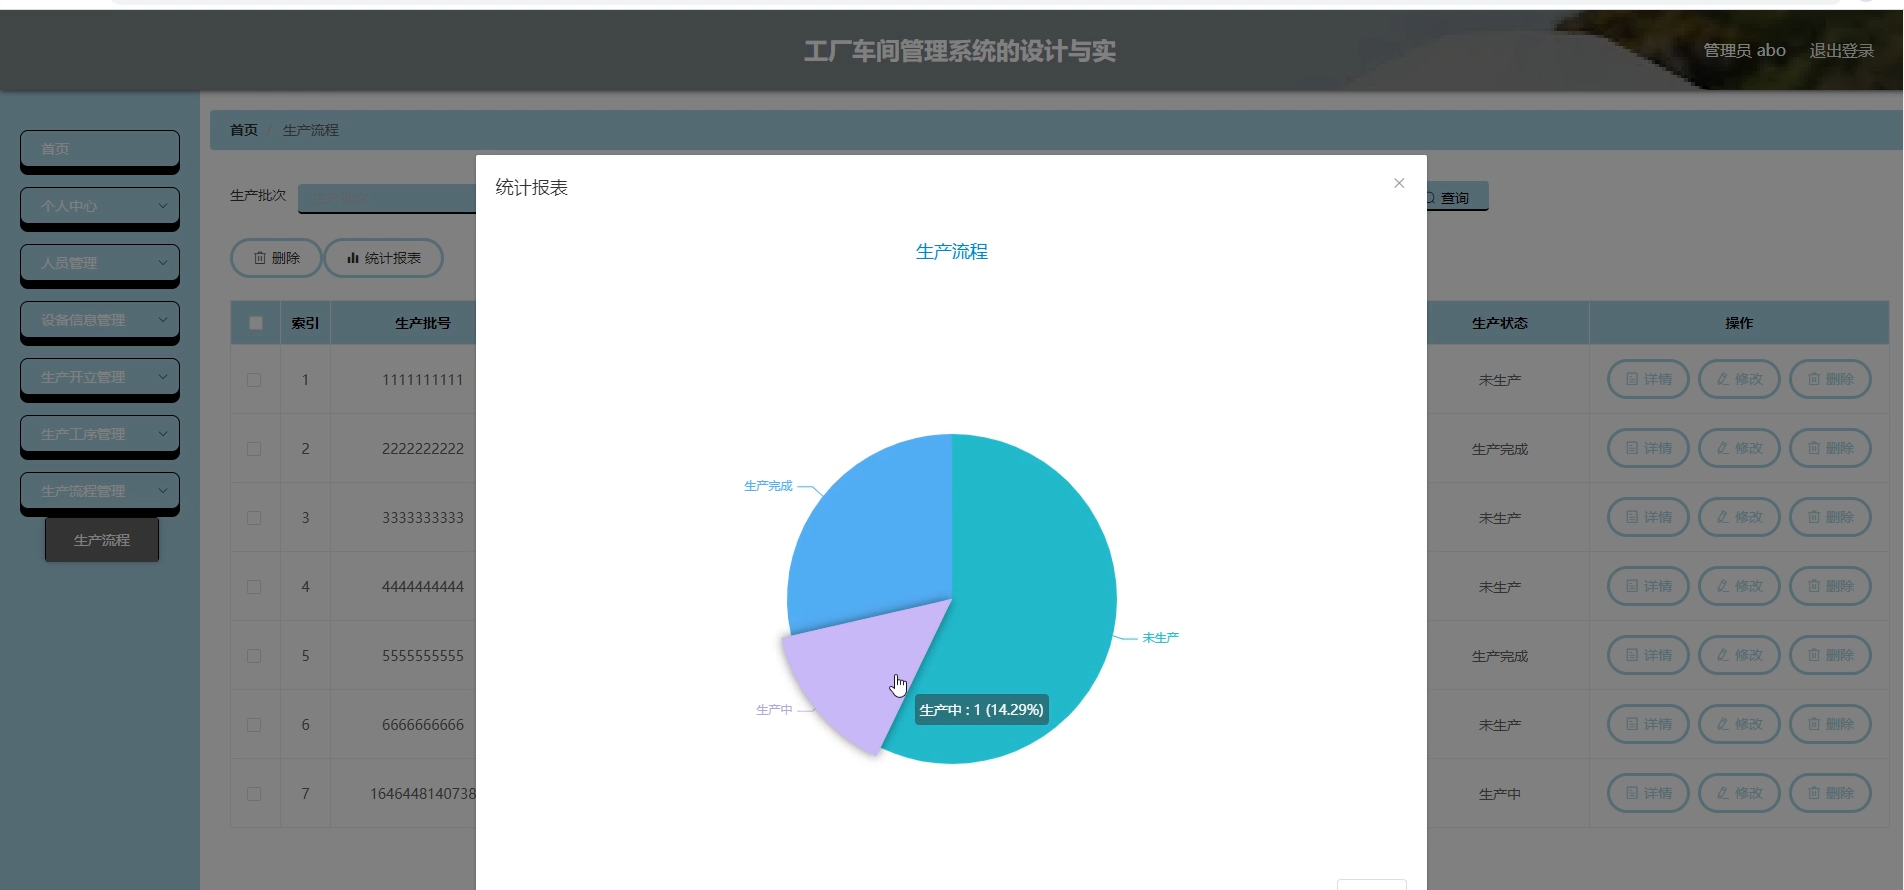 工厂车间管理系统的设计与实
管理员 abo 退出登录
首页
个人中心
人员管理
设备信息管理
生产开立管理
生产工序管理
生产流程管理
生产流程
首页 / 生产流程
生产批次
查询
删除 统计报表
索引 生产批号 生产状态 操作
1 1111111111 未生产 详情 修改 删除
2 2222222222 生产完成 详情 修改 删除
3 3333333333 未生产 详情 修改 删除
4 4444444444 未生产 详情 修改 删除
5 5555555555 生产完成 详情 修改 删除
6 6666666666 未生产 详情 修改 删除
7 1646448140738 生产中 详情 修改 删除
统计报表
生产流程
生产完成
未生产
生产中
生产中 : 1 (14.29%)